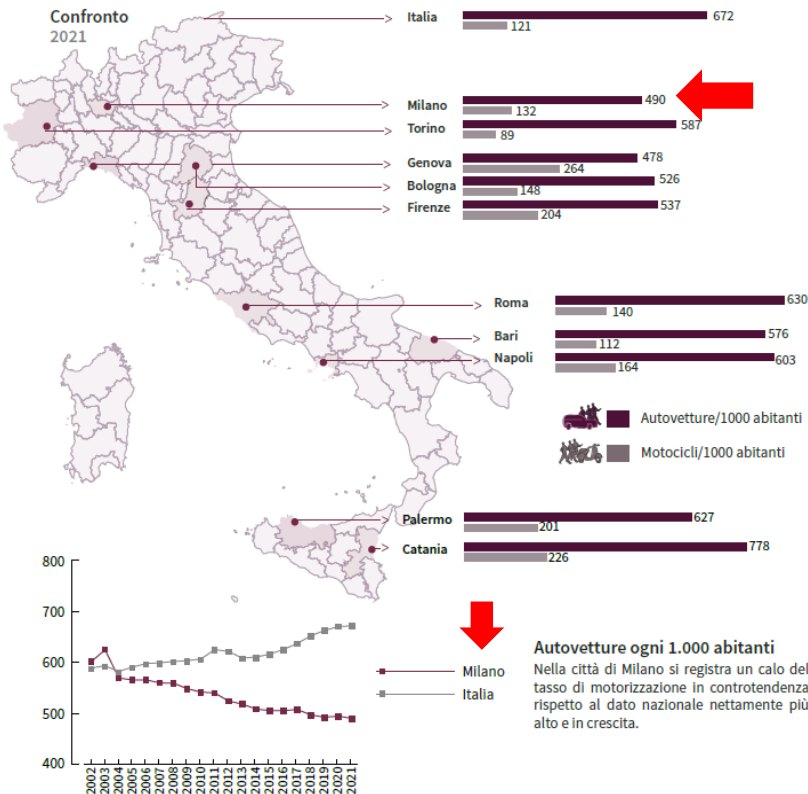 Confronto
2021
Italia
672
121
Milano
490
132
Torino
587
89
Genova
478
264
Bologna
526
148
Firenze
537
204
Roma
630
140
Bari
576
112
Napoli
603
164
Autovetture/1000 abitanti
Motocicli/1000 abitanti
Palermo
627
201
Catania
778
226
800
700
600
500
400
2002
2003
2004
2005
2006
2007
2008
2009
2010
2011
2012
2013
2014
2015
2016
2017
2018
2019
2020
2021
Milano
Italia
Autovetture ogni 1.000 abitanti
Nella città di Milano si registra un calo del
tasso di motorizzazione in controtendenza
rispetto al dato nazionale nettamente più
alto e in crescita.